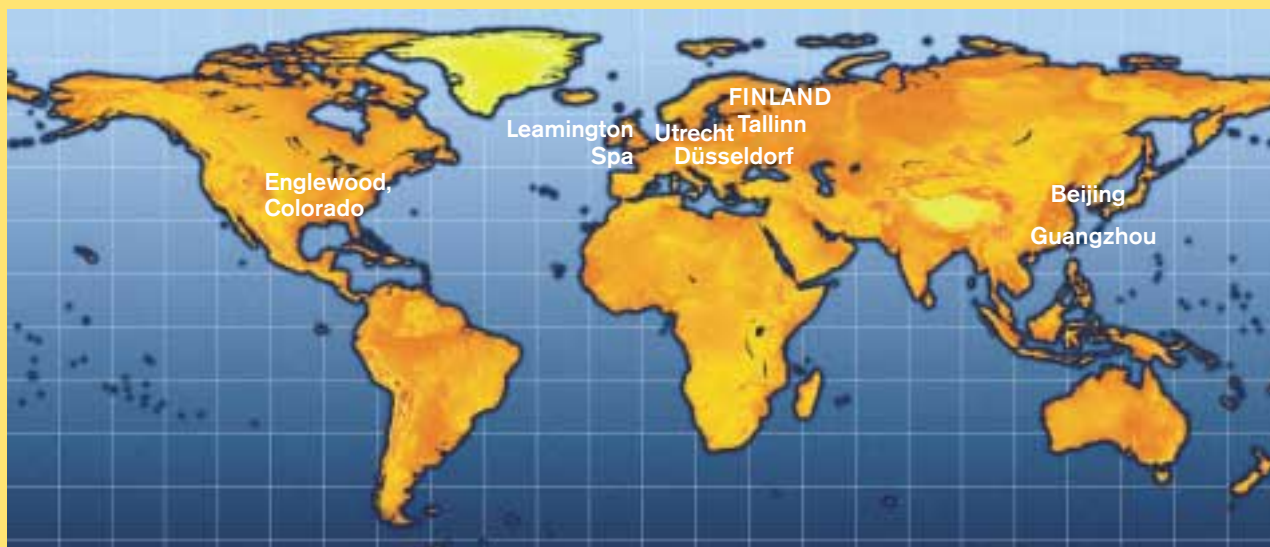 FINLAND
Tallinn
Leamington
Spa
Utrecht
Düsseldorf
Englewood,
Colorado
Beijing
Guangzhou